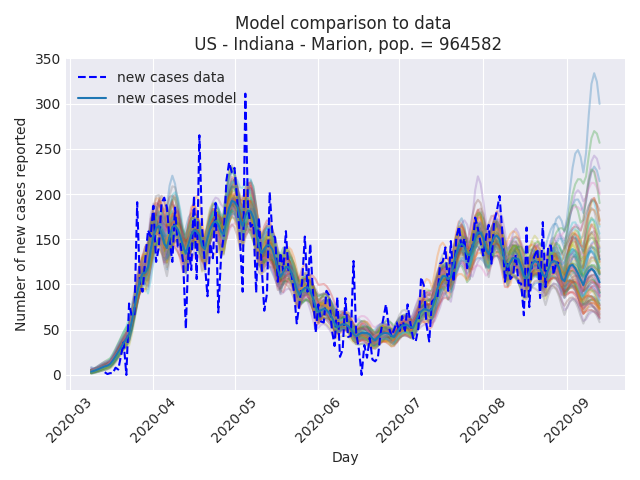 Model comparison to data
US - Indiana - Marion, pop. = 964582
350
300
250
200
150
100
50
0
Number of new cases reported
new cases data
new cases model
2020-03
2020-04
2020-05
2020-06
2020-07
2020-08
2020-09
Day